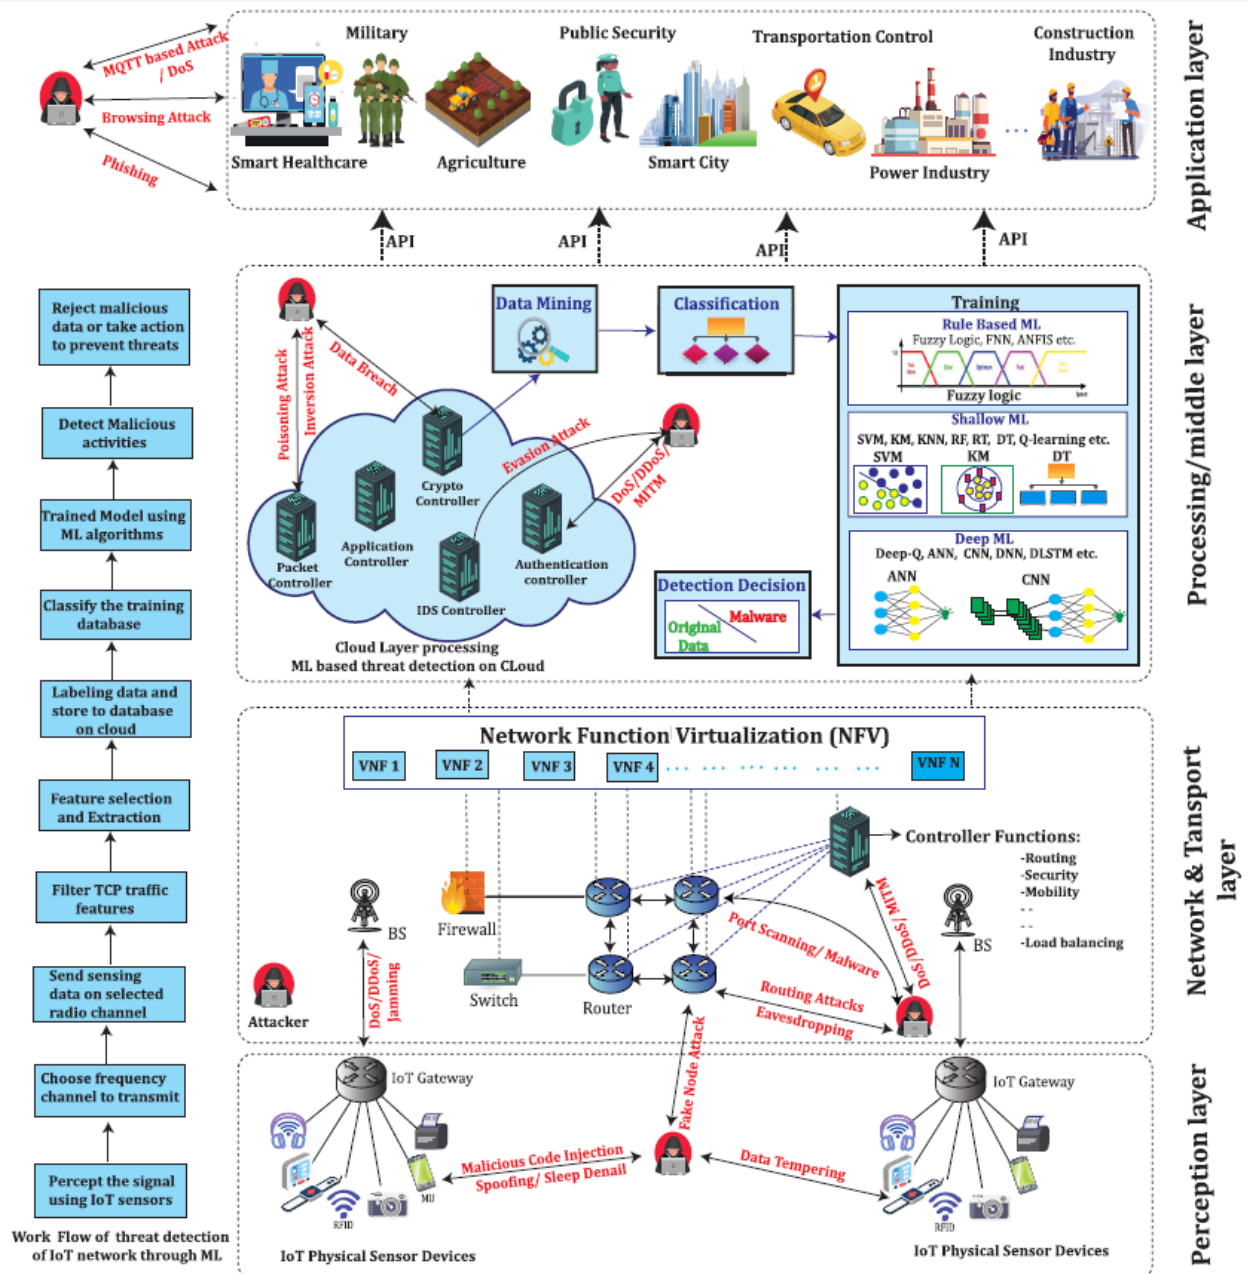 MQTT based Attack
/ DoS
Browsing Attack
Phishing
Military
Public Security
Transportation Control
Construction
Industry
Smart Healthcare
Agriculture
Smart City
Power Industry
Application layer
API
API
API
API
Reject malicious
data or take action
to prevent threats
Detect Malicious
activities
Trained Model using
ML algorithms
Classify the training
database
Labeling data and
store to database
on cloud
Feature selection
and Extraction
Filter TCP traffic
features
Send sensing
data on selected
radio channel
Choose frequency
channel to transmit
Percept the signal
using IoT sensors
Work Flow of threat detection
of IoT network through ML
Poisoning Attack
Inversion Attack
Data Breach
Evasion Attack
DoS/DDoS/
MITM
Crypto
Controller
Application
Controller
Packet
Controller
IDS Controller
Authentication
controller
Cloud Layer processing
ML based threat detection on CLoud
Data Mining
Classification
Training
Rule Based ML
Fuzzy Logic, FNN, ANFIS etc.
Fuzzy logic
Shallow ML
SVM, KM, KNN, RF, RT, DT, Q-learning etc.
SVM
KM
DT
Deep ML
Deep-Q, ANN, CNN, DNN, DLSTM etc.
ANN
CNN
Detection Decision
Original
Data
Malware
Processing/middle layer
Network Function Virtualization (NFV)
VNF 1
VNF 2
VNF 3
VNF 4
VNF N
Controller Functions:
-Routing
-Security
-Mobility
- -
- -
-Load balancing
BS
Firewall
Switch
Router
BS
Attacker
DoS/DDoS/
Jamming
Port Scanning/ Malware
DoS/DDoS/MITM
Routing Attacks
Eavesdropping
Fake Node Attack
Network & Tansport
layer
IoT Gateway
IoT Gateway
Malicious Code Injection
Spoofing/ Sleep Denail
Data Tempering
MU
RFID
RFID
IoT Physical Sensor Devices
IoT Physical Sensor Devices
Perception layer